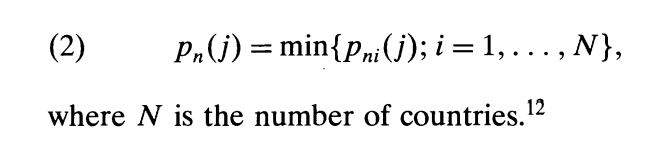 (2) pₙ(j) = min{pₙᵢ(j); i = 1, . . . , N},
where N is the number of countries.¹²